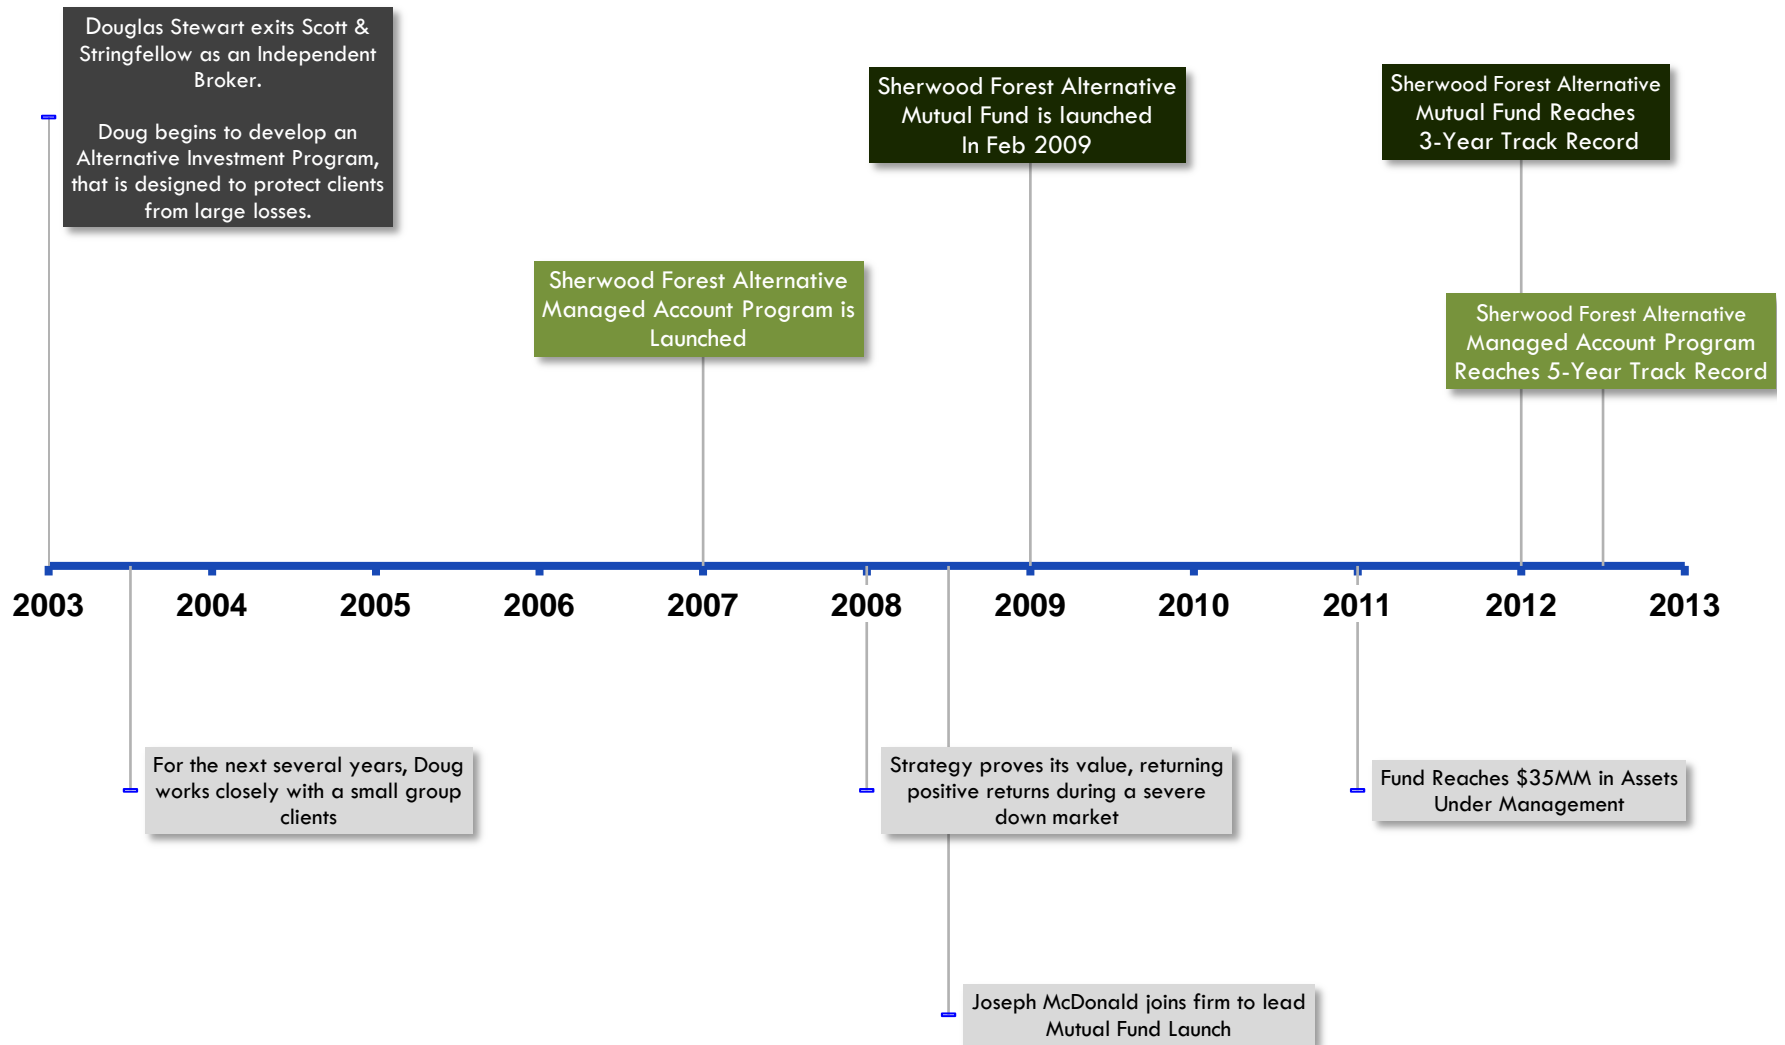 Douglas Stewart exits Scott &
Stringfellow as an Independent
Broker.
Doug begins to develop an
Alternative Investment Program,
that is designed to protect clients
from large losses.
Sherwood Forest Alternative
Mutual Fund is launched
In Feb 2009
Sherwood Forest Alternative
Mutual Fund Reaches
3-Year Track Record
Sherwood Forest Alternative
Managed Account Program is
Launched
Sherwood Forest Alternative
Managed Account Program
Reaches 5-Year Track Record
2003 2004 2005 2006 2007 2008 2009 2010 2011 2012 2013
For the next several years, Doug
works closely with a small group
clients
Strategy proves its value, returning
positive returns during a severe
down market
Fund Reaches $35MM in Assets
Under Management
Joseph McDonald joins firm to lead
Mutual Fund Launch